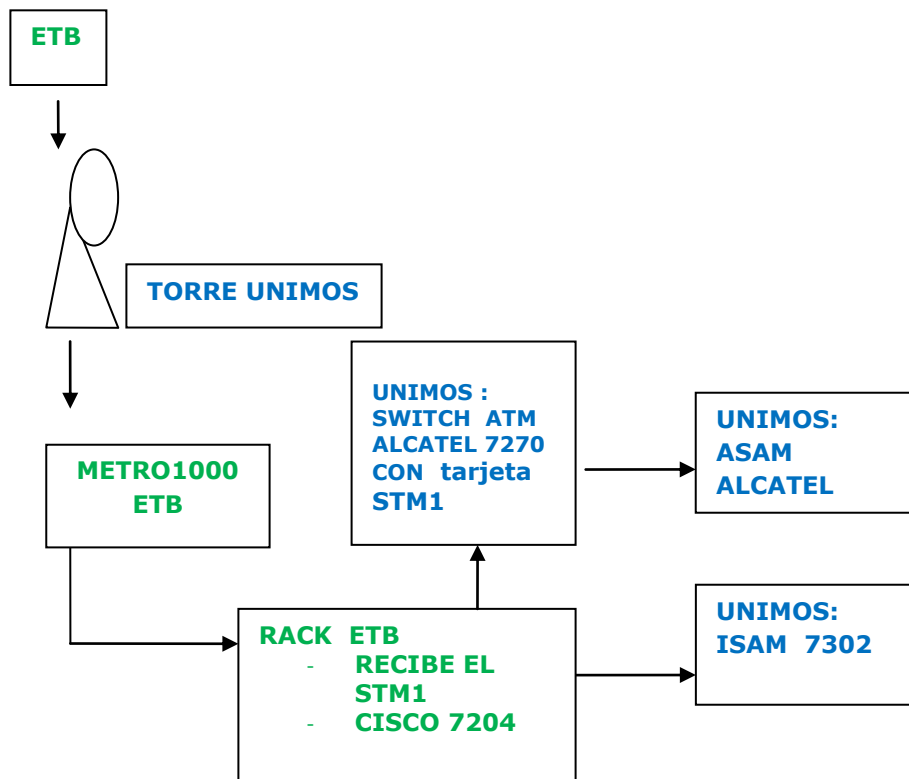 ETB
TORRE UNIMOS
METRO1000
ETB
UNIMOS :
SWITCH ATM
ALCATEL 7270
CON tarjeta
STM1
UNIMOS:
ASAM
ALCATEL
RACK ETB
- RECIBE EL
STM1
- CISCO 7204
UNIMOS:
ISAM 7302